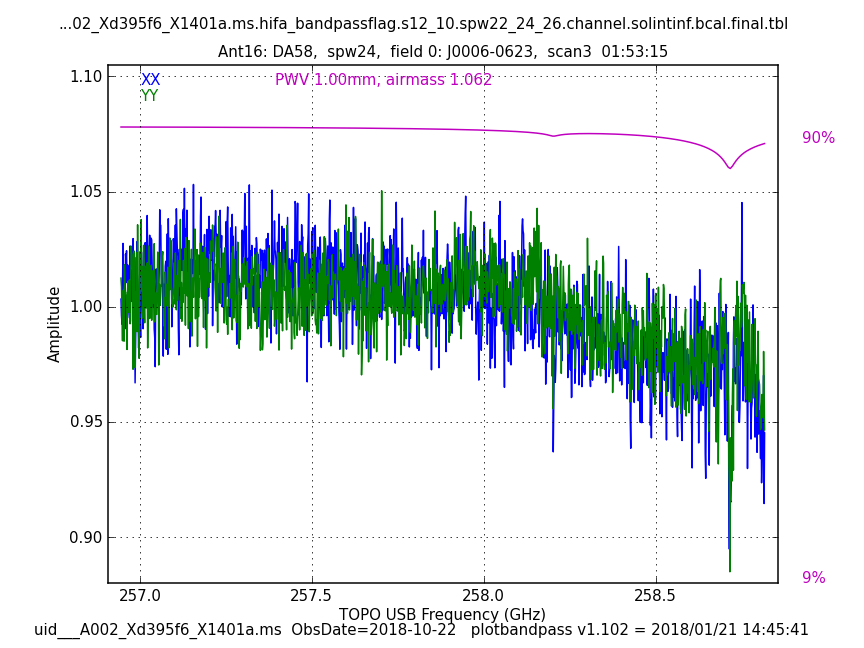 ...02_Xd395f6_X1401a.ms.hifa_bandpassflag.s12_10.spw22_24_26.channel.solintinf.bcal.final.tbl
Ant16: DA58,  spw24,  field 0: J0006-0623,  scan3  01:53:15
1.10
XX
PWV 1.00mm, airmass 1.062
YY
90%
1.05
1.00
Amplitude
0.95
0.90
9%
257.0 257.5 258.0 258.5
TOPO USB Frequency (GHz)
uid___A002_Xd395f6_X1401a.ms  ObsDate=2018-10-22   plotbandpass v1.102 = 2018/01/21 14:45:41